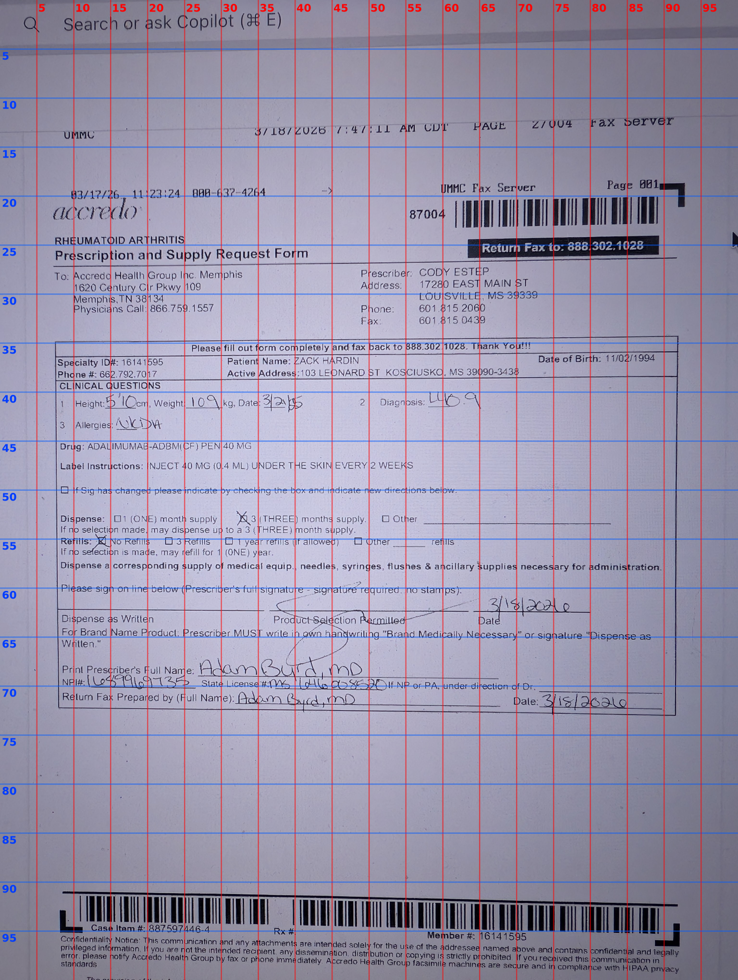 Search or ask Copilot (⌘ E)
UMMC 3/18/2026 7:47:11 AM CDT PAGE 2/004 Fax Server
03/17/26, 11:23:24 000-637-4264 -> UMMC Fax Server Page 001
accredo
87004
RHEUMATOID ARTHRITIS
Prescription and Supply Request Form
Return Fax to: 888.302.1028
To: Accredo Health Group Inc. Memphis
1620 Century Ctr Pkwy 109
Memphis,TN 38134
Physicians Call: 866.759.1557
Prescriber: CODY ESTEP
Address: 17280 EAST MAIN ST
LOUISVILLE, MS 39339
Phone: 601 815 2060
Fax: 601 815 0439
Please fill out form completely and fax back to 888.302.1028. Thank You!!!
Specialty ID#: 16141595 Patient Name: ZACK HARDIN Date of Birth: 11/02/1994
Phone #: 662.792.7017 Active Address: 103 LEONARD ST KOSCIUSKO, MS 39090-3438
CLINICAL QUESTIONS
1 Height: 5'10 cm, Weight: 109 kg, Date: 2 Diagnosis: L40.9
3 Allergies: NKDA
Drug: ADALIMUMAB-ADBM(CF) PEN 40 MG
Label Instructions: INJECT 40 MG (0.4 ML) UNDER THE SKIN EVERY 2 WEEKS
☐ If Sig has changed please indicate by checking the box and indicate new directions below.
Dispense: ☐ 1 (ONE) month supply ☒ 3 (THREE) months supply. ☐ Other
If no selection made, may dispense up to a 3 (THREE) month supply.
Refills: ☒ No Refills ☐ 3 Refills ☐ 1 year refills (if allowed) ☐ Other ______ refills
If no selection is made, may refill for 1 (ONE) year.
Dispense a corresponding supply of medical equip., needles, syringes, flushes & ancillary supplies necessary for administration.
Please sign on line below (Prescriber's full signature - signature required, no stamps):
3/18/2026
Dispense as Written Product Selection Permitted Date
For Brand Name Product: Prescriber MUST write in own handwriting "Brand Medically Necessary" or signature "Dispense as
Written."
Print Prescriber's Full Name: Adam Byrd, MD
NPI#: 1689969735 State License #: MS If NP or PA, under direction of Dr.
Return Fax Prepared by (Full Name): Adam Byrd, MD Date: 3/18/2026
Case Item #: 887597446-4 Rx # Member #: 16141595
Confidentiality Notice: This communication and any attachments are intended solely for the use of the addressee named above and contains confidential and legally
privileged information. If you are not the intended recipient, any dissemination, distribution or copying is strictly prohibited. If you received this communication in
error, please notify Accredo Health Group by fax or phone immediately. Accredo Health Group facsimile machines are secure and in compliance with HIPAA privacy
standards.